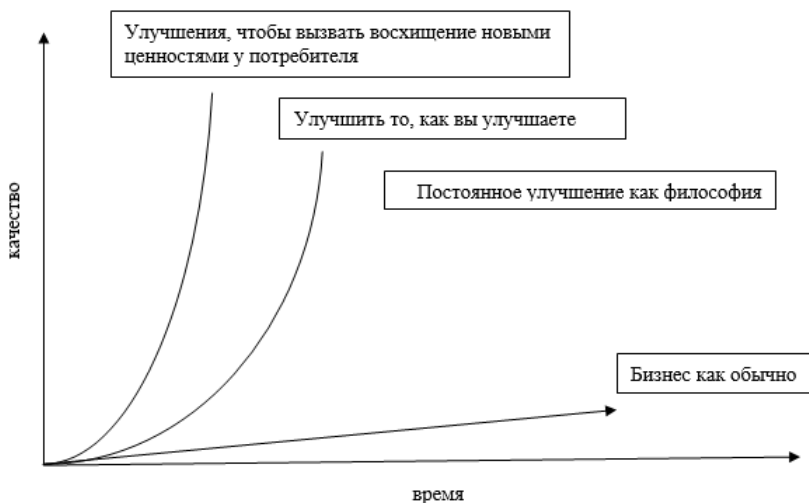 Улучшения, чтобы вызвать восхищение новыми
ценностями у потребителя
Улучшить то, как вы улучшаете
Постоянное улучшение как философия
качество
Бизнес как обычно
время